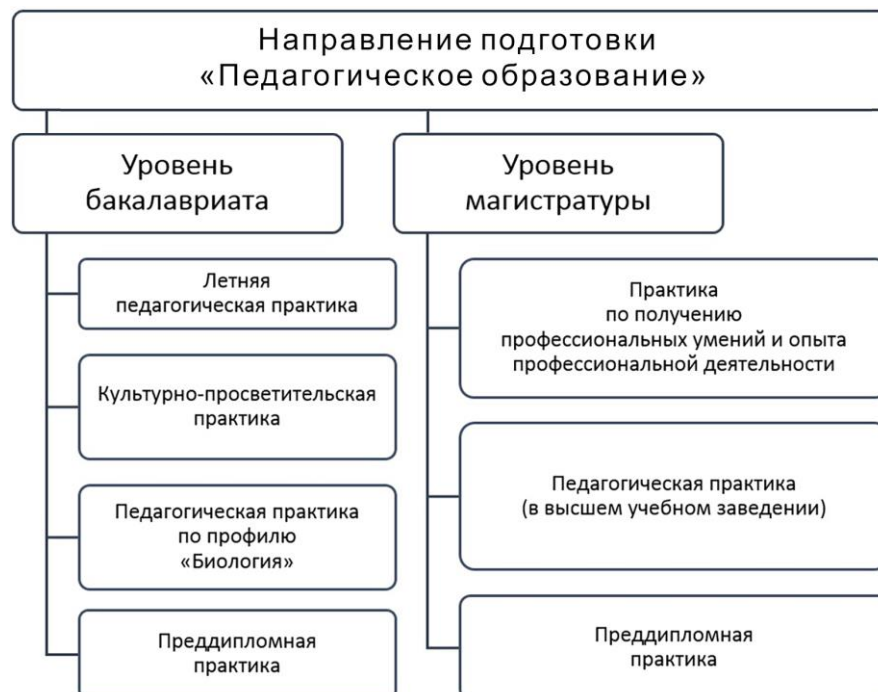 Направление подготовки
«Педагогическое образование»
Уровень
бакалавриата
Летняя
педагогическая практика
Культурно-просветительская
практика
Педагогическая практика
по профилю
«Биология»
Преддипломная
практика
Уровень
магистратуры
Практика
по получению
профессиональных умений и опыта
профессиональной деятельности
Педагогическая практика
(в высшем учебном заведении)
Преддипломная
практика